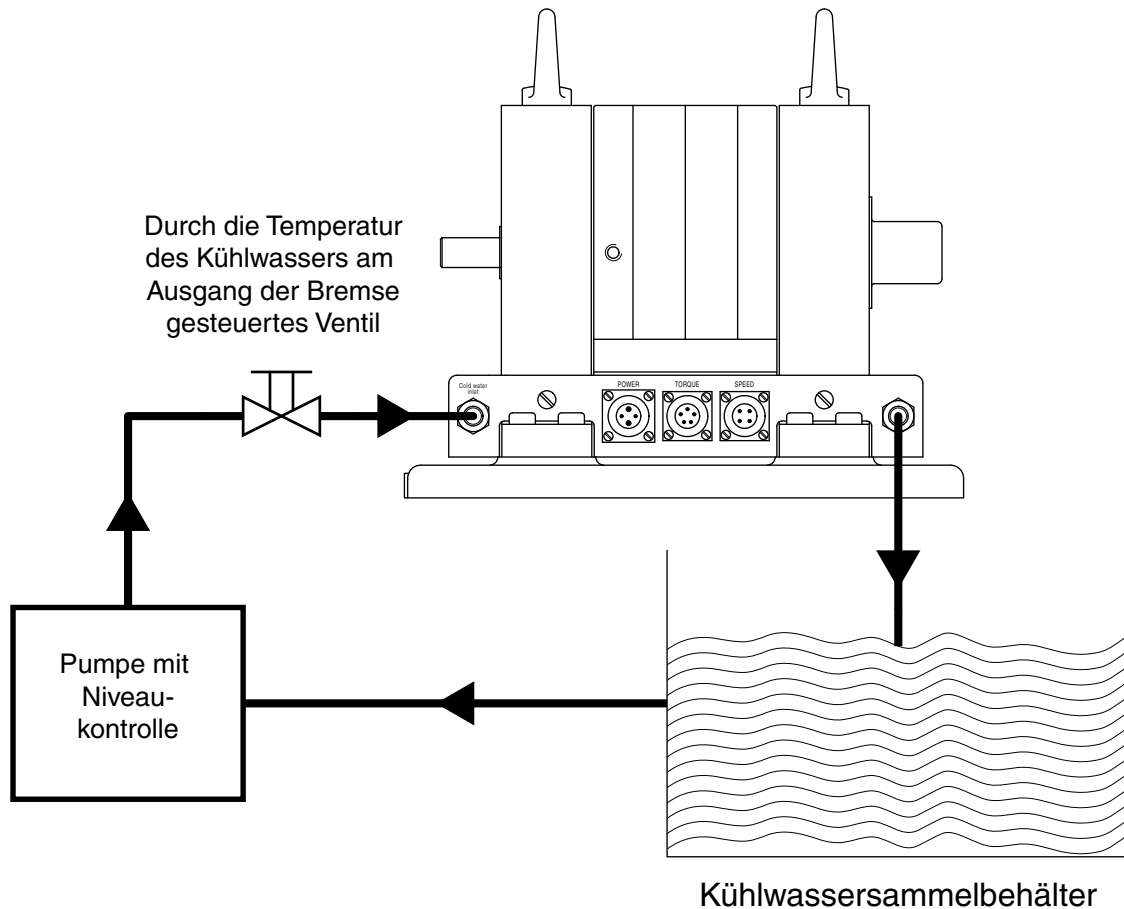 Durch die Temperatur
des Kühlwassers am
Ausgang der Bremse
gesteuertes Ventil
Cold water
inlet
POWER
TORQUE
SPEED
Pumpe mit
Niveau-
kontrolle
Kühlwassersammelbehälter